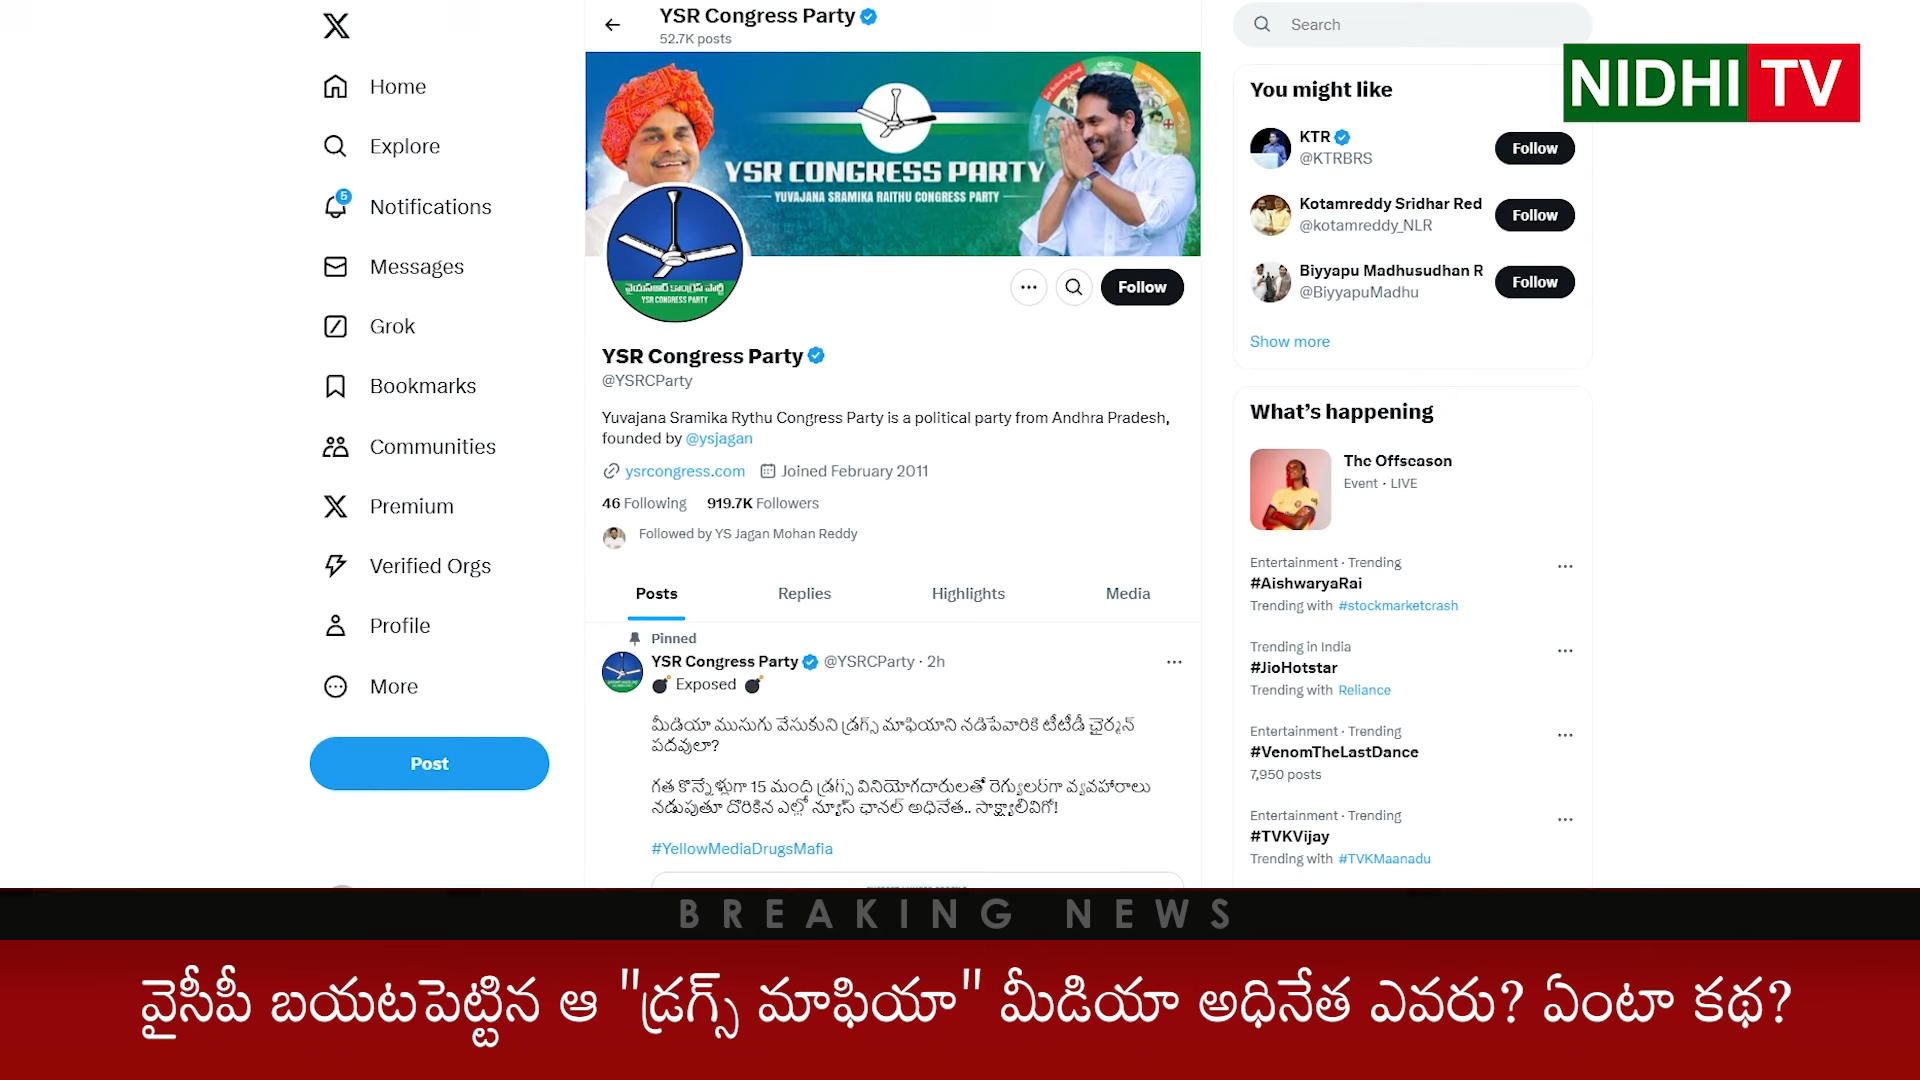 YSR Congress Party
52.7K posts
Home
Explore
5
Notifications
Messages
Grok
Bookmarks
Communities
Premium
Verified Orgs
Profile
More
Post
YSR CONGRESS PARTY
YUVAJANA SRAMIKA RAITHU CONGRESS PARTY
వైయస్ఆర్ కాంగ్రెస్ పార్టీ
YSR CONGRESS PARTY
Follow
YSR Congress Party
@YSRCParty
Yuvajana Sramika Rythu Congress Party is a political party from Andhra Pradesh,
founded by @ysjagan
ysrcongress.com Joined February 2011
46 Following 919.7K Followers
Followed by YS Jagan Mohan Reddy
Posts Replies Highlights Media
Pinned
YSR Congress Party @YSRCParty · 2h
💣 Exposed 💣
మీడియా ముసుగు వేసుకుని డ్రగ్స్ మాఫియాని నడిపేవారికి టీటీడీ ఛైర్మన్
పదవులా?
గత కొన్నేళ్లుగా 15 మంది డ్రగ్స్ వినియోగదారులతో రెగ్యులర్‌గా వ్యవహారాలు
నడుపుతూ దొరికిన ఎల్లో న్యూస్ ఛానల్ అధినేత.. సాక్ష్యాలివిగో!
#YellowMediaDrugsMafia
Search
NIDHI TV
You might like
KTR
@KTRBRS
Follow
Kotamreddy Sridhar Red
@kotamreddy_NLR
Follow
Biyyapu Madhusudhan R
@BiyyapuMadhu
Follow
Show more
What's happening
The Offseason
Event · LIVE
Entertainment · Trending
#AishwaryaRai
Trending with #stockmarketcrash
Trending in India
#JioHotstar
Trending with Reliance
Entertainment · Trending
#VenomTheLastDance
7,950 posts
Entertainment · Trending
#TVKVijay
Trending with #TVKMaanadu
BREAKING NEWS
వైసీపీ బయటపెట్టిన ఆ "డ్రగ్స్ మాఫియా" మీడియా అధినేత ఎవరు? ఏంటా కథ?